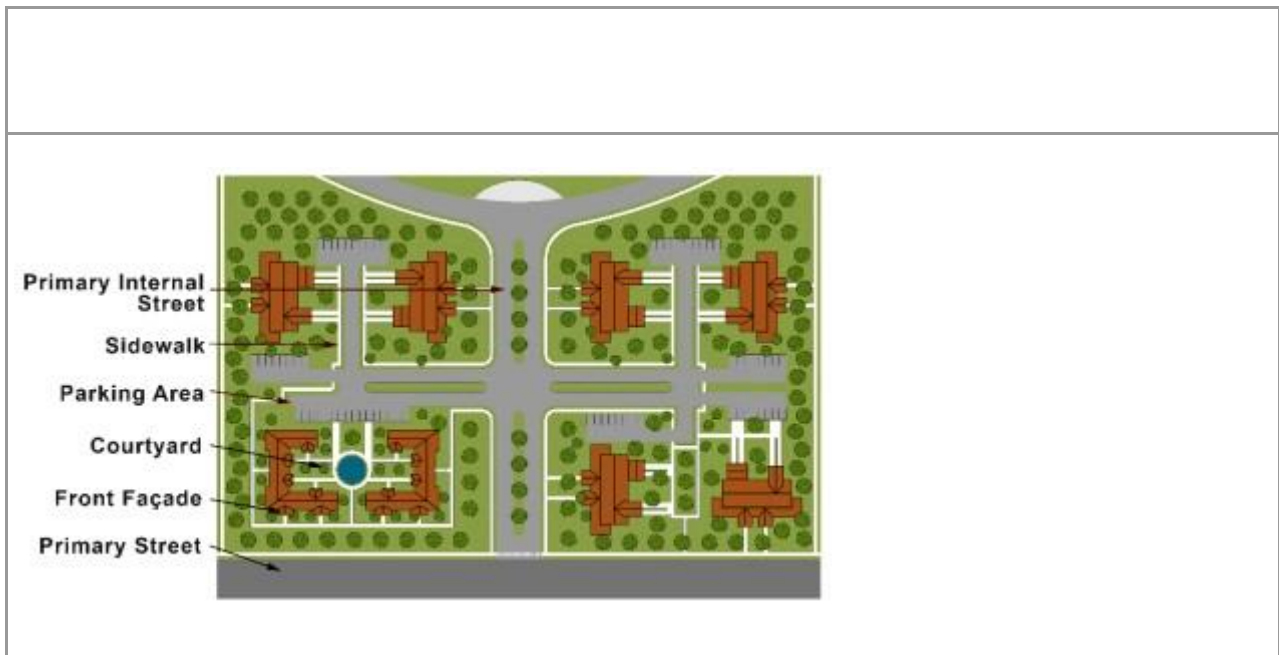 Primary Internal
Street
Sidewalk
Parking Area
Courtyard
Front Façade
Primary Street